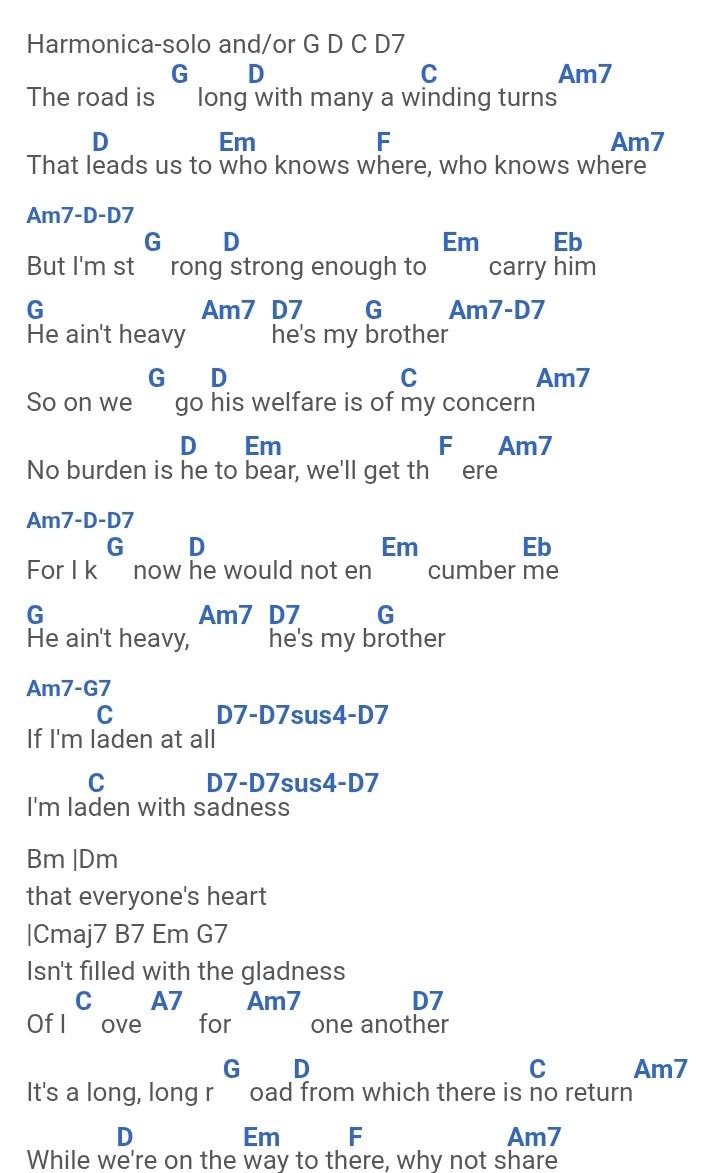 Harmonica-solo and/or G D C D7
G D C Am7
The road is long with many a winding turns
D Em F Am7
That leads us to who knows where, who knows where
Am7-D-D7
G D Em Eb
But I'm st rong strong enough to carry him
G Am7 D7 G Am7-D7
He ain't heavy he's my brother
G D C Am7
So on we go his welfare is of my concern
D Em F Am7
No burden is he to bear, we'll get th ere
Am7-D-D7
G D Em Eb
For I k now he would not en cumber me
G Am7 D7 G
He ain't heavy, he's my brother
Am7-G7
C D7-D7sus4-D7
If I'm laden at all
C D7-D7sus4-D7
I'm laden with sadness
Bm |Dm
that everyone's heart
|Cmaj7 B7 Em G7
Isn't filled with the gladness
C A7 Am7 D7
Of l ove for one another
G D C Am7
It's a long, long r oad from which there is no return
D Em F Am7
While we're on the way to there, why not share